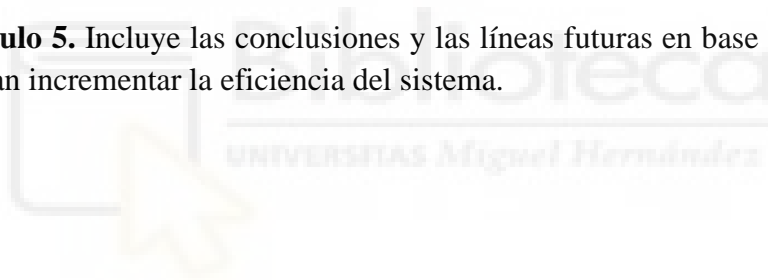 ulo 5. Incluye las conclusiones y las líneas futuras en base
an incrementar la eficiencia del sistema.
Biblioteca
UNIVERSITAS Miguel Hernández